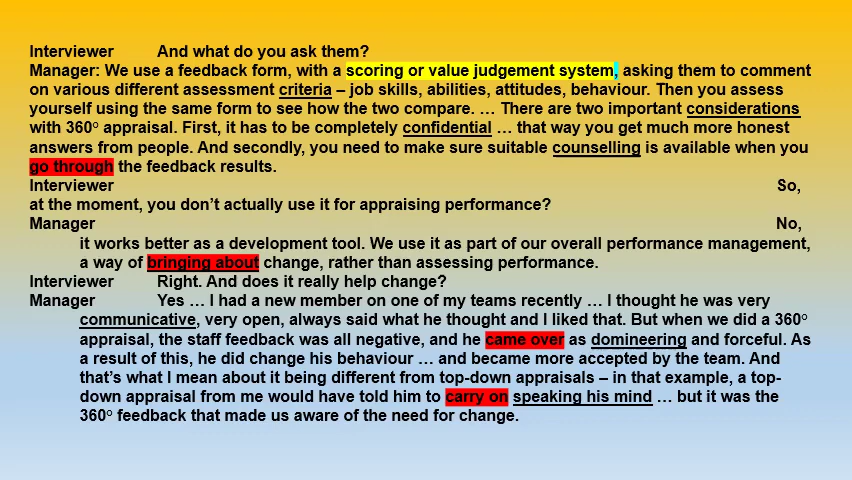 Interviewer And what do you ask them?
Manager: We use a feedback form, with a scoring or value judgement system, asking them to comment
on various different assessment criteria – job skills, abilities, attitudes, behaviour. Then you assess
yourself using the same form to see how the two compare. … There are two important considerations
with 360° appraisal. First, it has to be completely confidential … that way you get much more honest
answers from people. And secondly, you need to make sure suitable counselling is available when you
go through the feedback results.
Interviewer So,
at the moment, you don’t actually use it for appraising performance?
Manager No,
it works better as a development tool. We use it as part of our overall performance management,
a way of bringing about change, rather than assessing performance.
Interviewer Right. And does it really help change?
Manager Yes … I had a new member on one of my teams recently … I thought he was very
communicative, very open, always said what he thought and I liked that. But when we did a 360°
appraisal, the staff feedback was all negative, and he came over as domineering and forceful. As
a result of this, he did change his behaviour … and became more accepted by the team. And
that’s what I mean about it being different from top-down appraisals – in that example, a top-
down appraisal from me would have told him to carry on speaking his mind … but it was the
360° feedback that made us aware of the need for change.